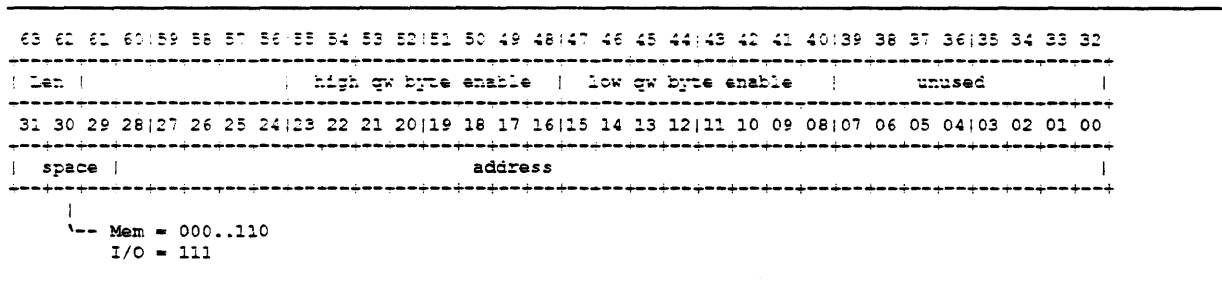 63 62 61 60|59 58 57 56|55 54 53 52|51 50 49 48|47 46 45 44|43 42 41 40|39 38 37 36|35 34 33 32
| Len | | high qw byte enable | low qw byte enable | unused |
31 30 29 28|27 26 25 24|23 22 21 20|19 18 17 16|15 14 13 12|11 10 09 08|07 06 05 04|03 02 01 00
| space | address |
Mem = 000..110
I/O = 111